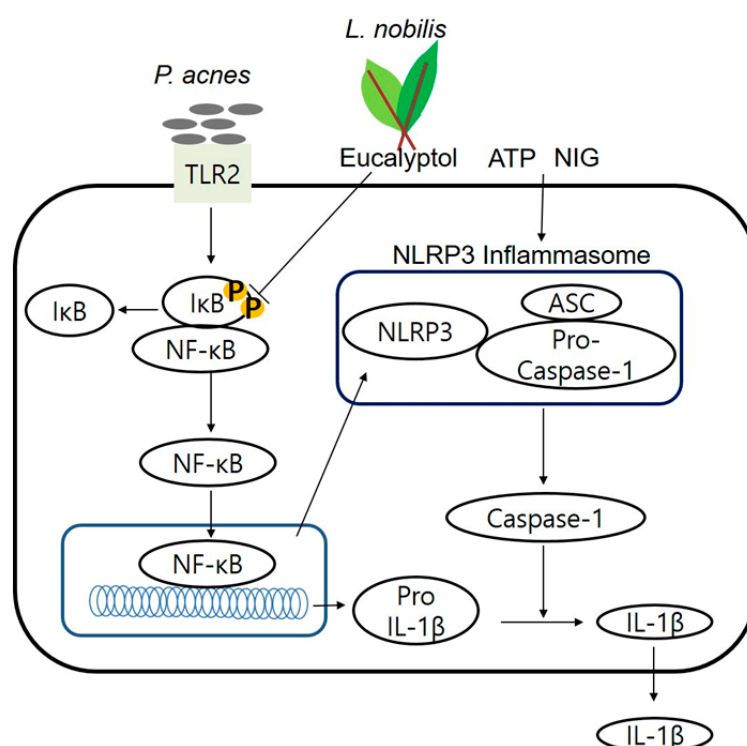 L. nobilis
P. acnes
Eucalyptol
ATP NIG
TLR2
NLRP3 Inflammasome
IκB
P
P
IκB
NF-κB
NLRP3
ASC
Pro-
Caspase-1
NF-κB
Caspase-1
NF-κB
Pro
IL-1β
IL-1β
IL-1β